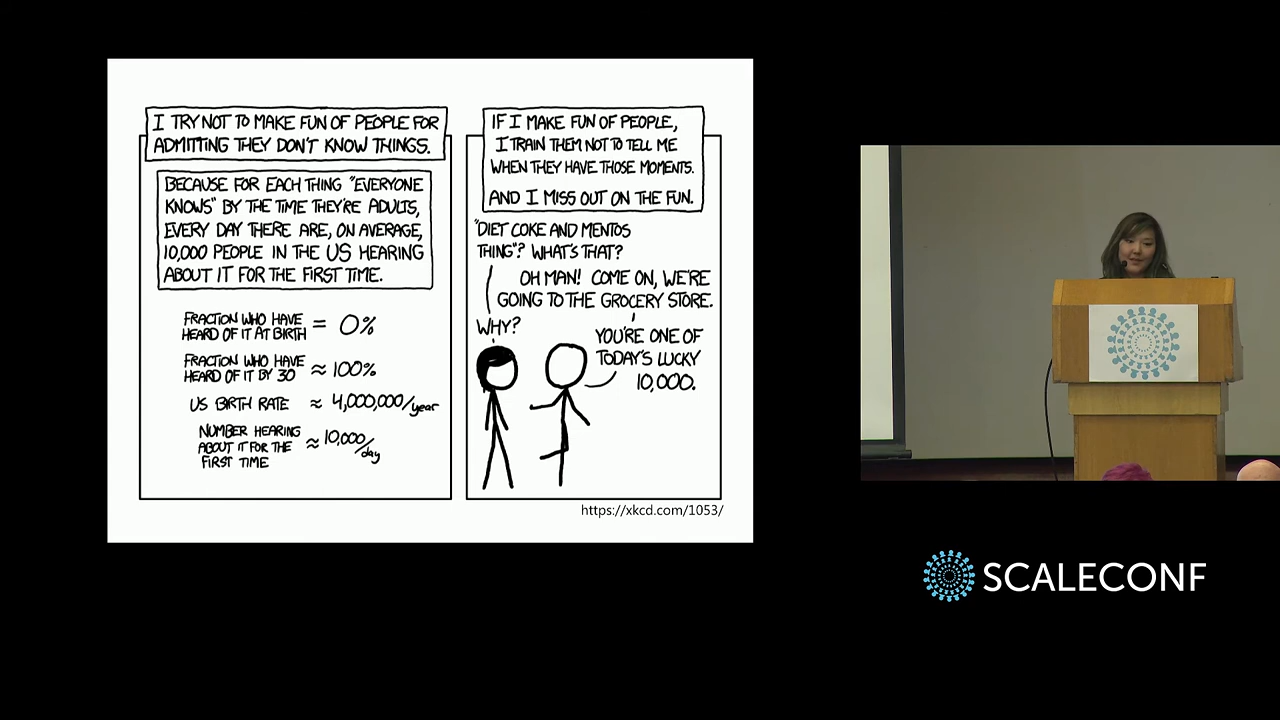 I TRY NOT TO MAKE FUN OF PEOPLE FOR
ADMITTING THEY DON'T KNOW THINGS.
BECAUSE FOR EACH THING "EVERYONE
KNOWS" BY THE TIME THEY'RE ADULTS,
EVERY DAY THERE ARE, ON AVERAGE,
10,000 PEOPLE IN THE US HEARING
ABOUT IT FOR THE FIRST TIME.
FRACTION WHO HAVE
HEARD OF IT AT BIRTH = 0%
FRACTION WHO HAVE
HEARD OF IT BY 30 ≈ 100%
US BIRTH RATE ≈ 4,000,000/year
NUMBER HEARING
ABOUT IT FOR THE
FIRST TIME ≈ 10,000/day
IF I MAKE FUN OF PEOPLE,
I TRAIN THEM NOT TO TELL ME
WHEN THEY HAVE THOSE MOMENTS.
AND I MISS OUT ON THE FUN.
"DIET COKE AND MENTOS
THING"? WHAT'S THAT?
OH MAN! COME ON, WE'RE
GOING TO THE GROCERY STORE.
WHY?
YOU'RE ONE OF
TODAY'S LUCKY
10,000.
https://xkcd.com/1053/
SCALECONF